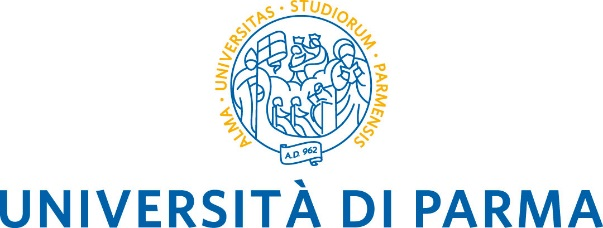 ALMA · UNIVERSITAS · STUDIORUM · PARMENSIS
A.D. 962
UNIVERSITÀ DI PARMA